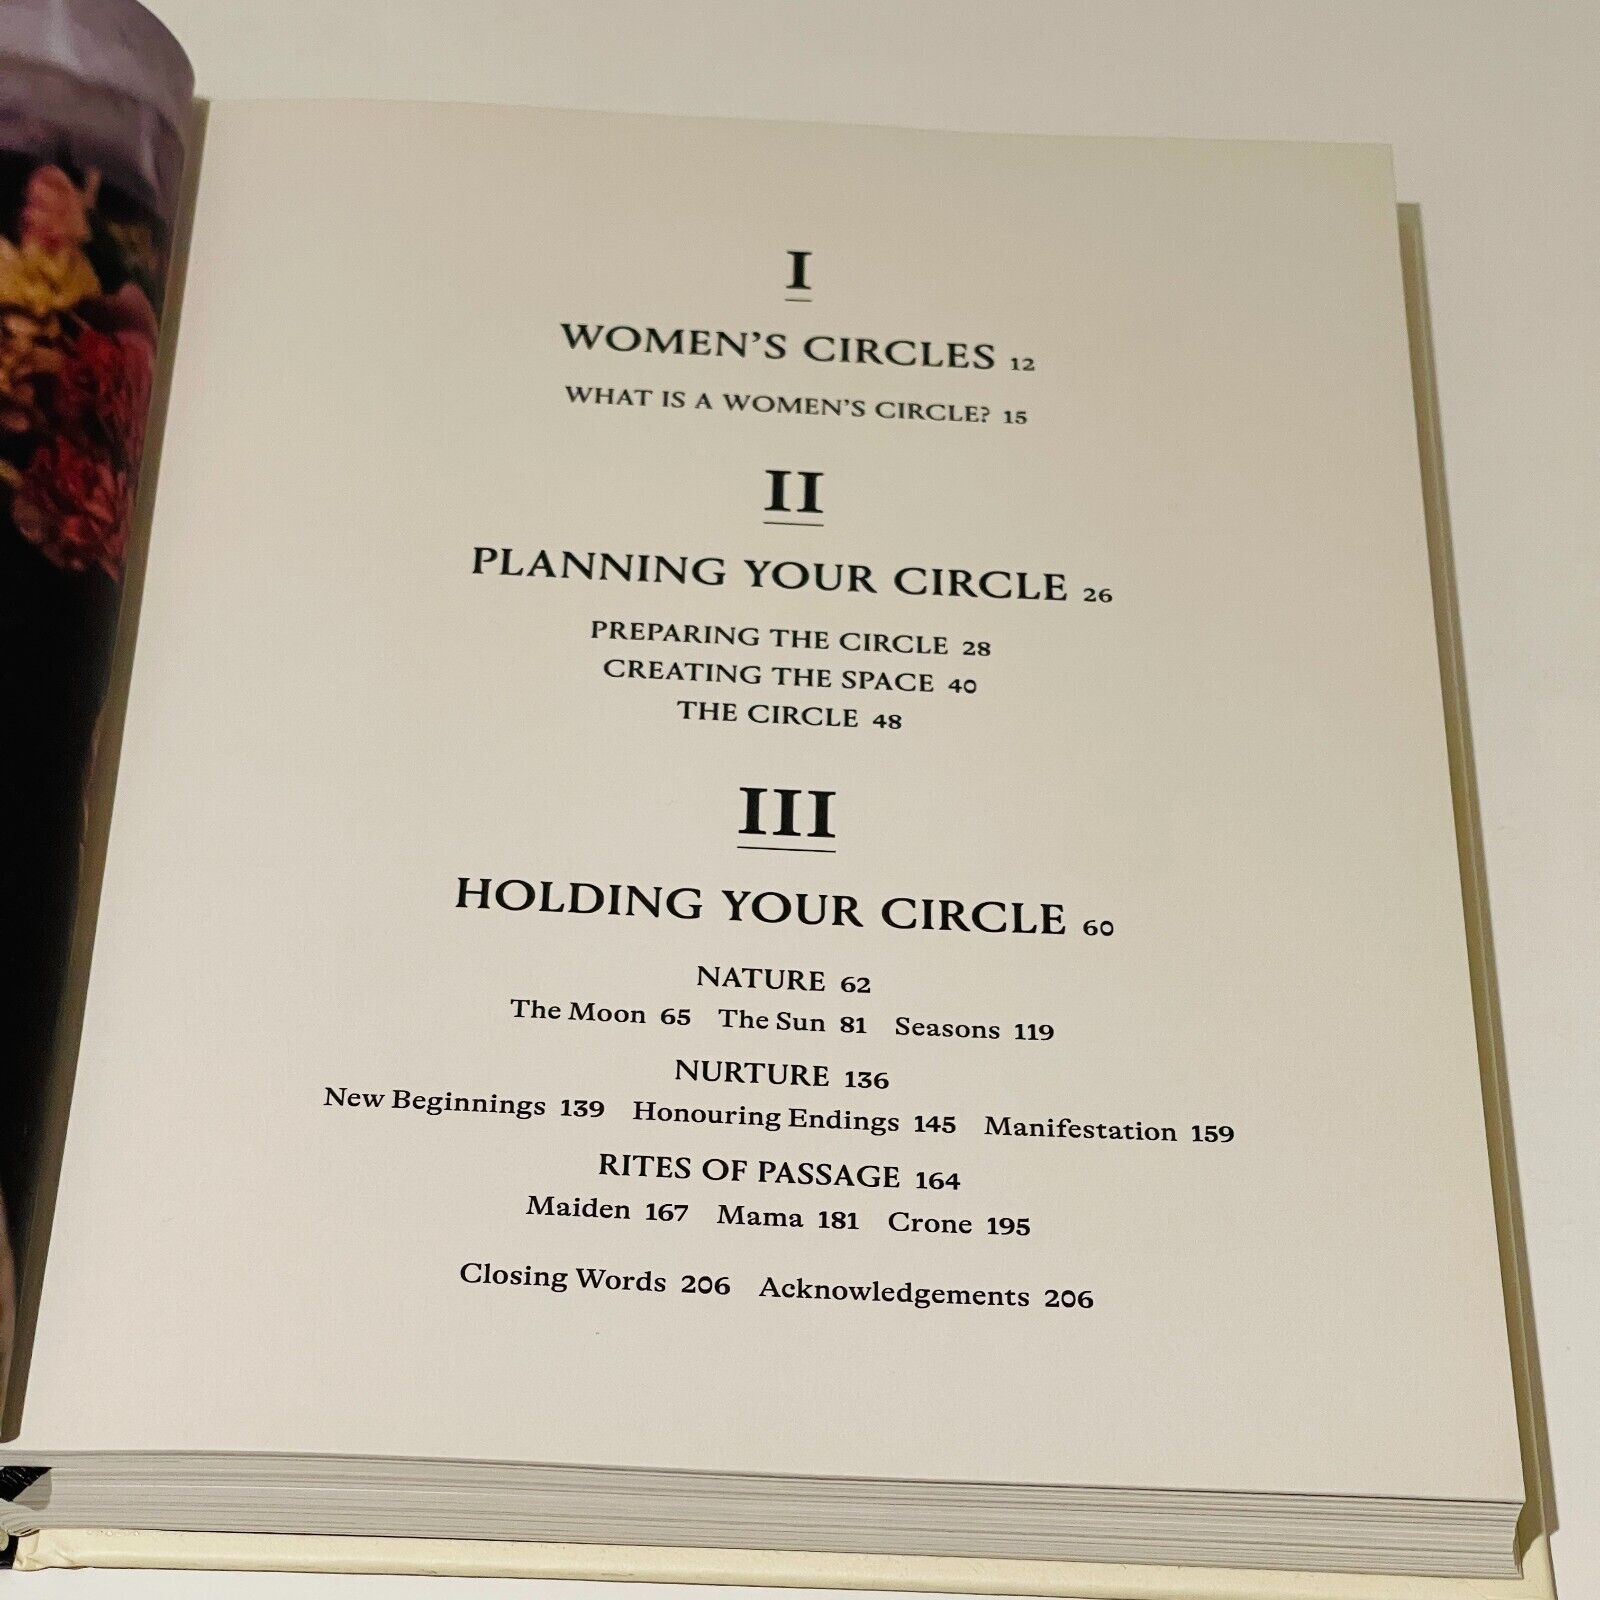 I
WOMEN'S CIRCLES 12
WHAT IS A WOMEN'S CIRCLE? 15
II
PLANNING YOUR CIRCLE 26
PREPARING THE CIRCLE 28
CREATING THE SPACE 40
THE CIRCLE 48
III
HOLDING YOUR CIRCLE 60
NATURE 62
The Moon 65 The Sun 81 Seasons 119
NURTURE 136
New Beginnings 139 Honouring Endings 145 Manifestation 159
RITES OF PASSAGE 164
Maiden 167 Mama 181 Crone 195
Closing Words 206 Acknowledgements 206